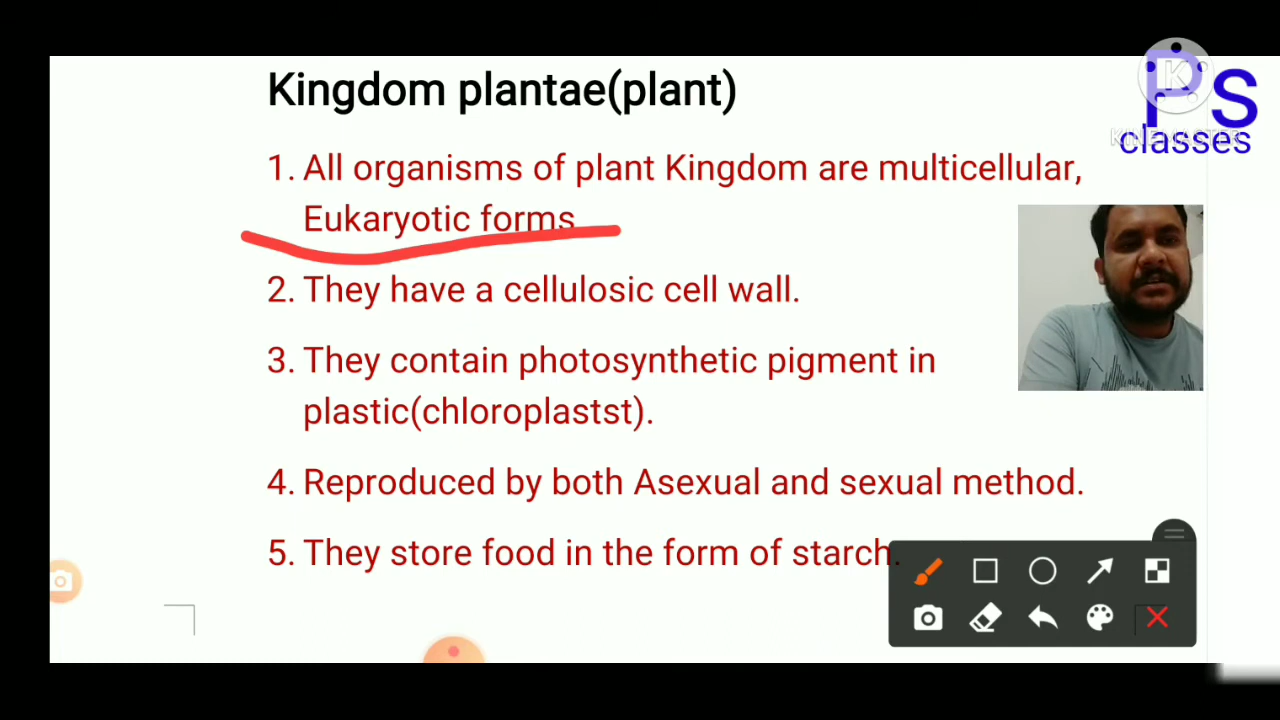 Kingdom plantae(plant)
1. All organisms of plant Kingdom are multicellular,
Eukaryotic forms
2. They have a cellulosic cell wall.
3. They contain photosynthetic pigment in
plastic(chloroplastst).
4. Reproduced by both Asexual and sexual method.
5. They store food in the form of starch.
Ps
K
KINEMASTER
classes